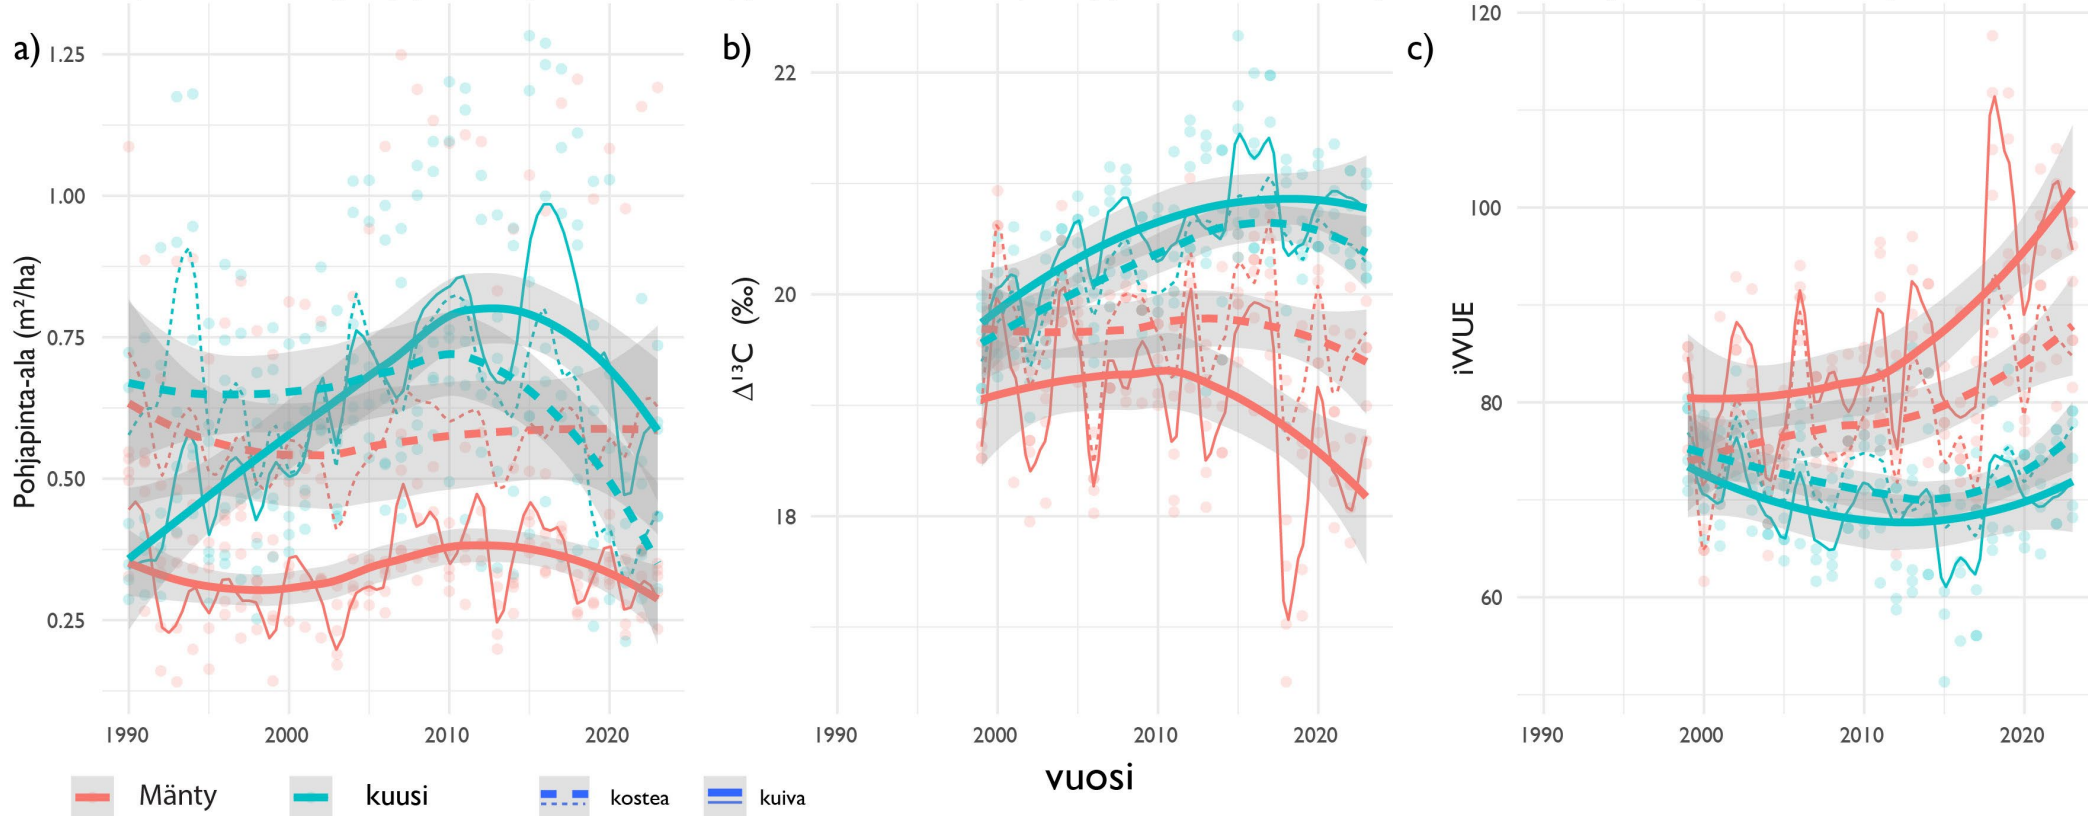 a)
Pohjapinta-ala (m²/ha)
1.25
1.00
0.75
0.50
0.25
1990 2000 2010 2020
b)
Δ¹³C (‰)
22
20
18
1990 2000 2010 2020
vuosi
c)
iWUE
120
100
80
60
1990 2000 2010 2020
Mänty kuusi kostea kuiva